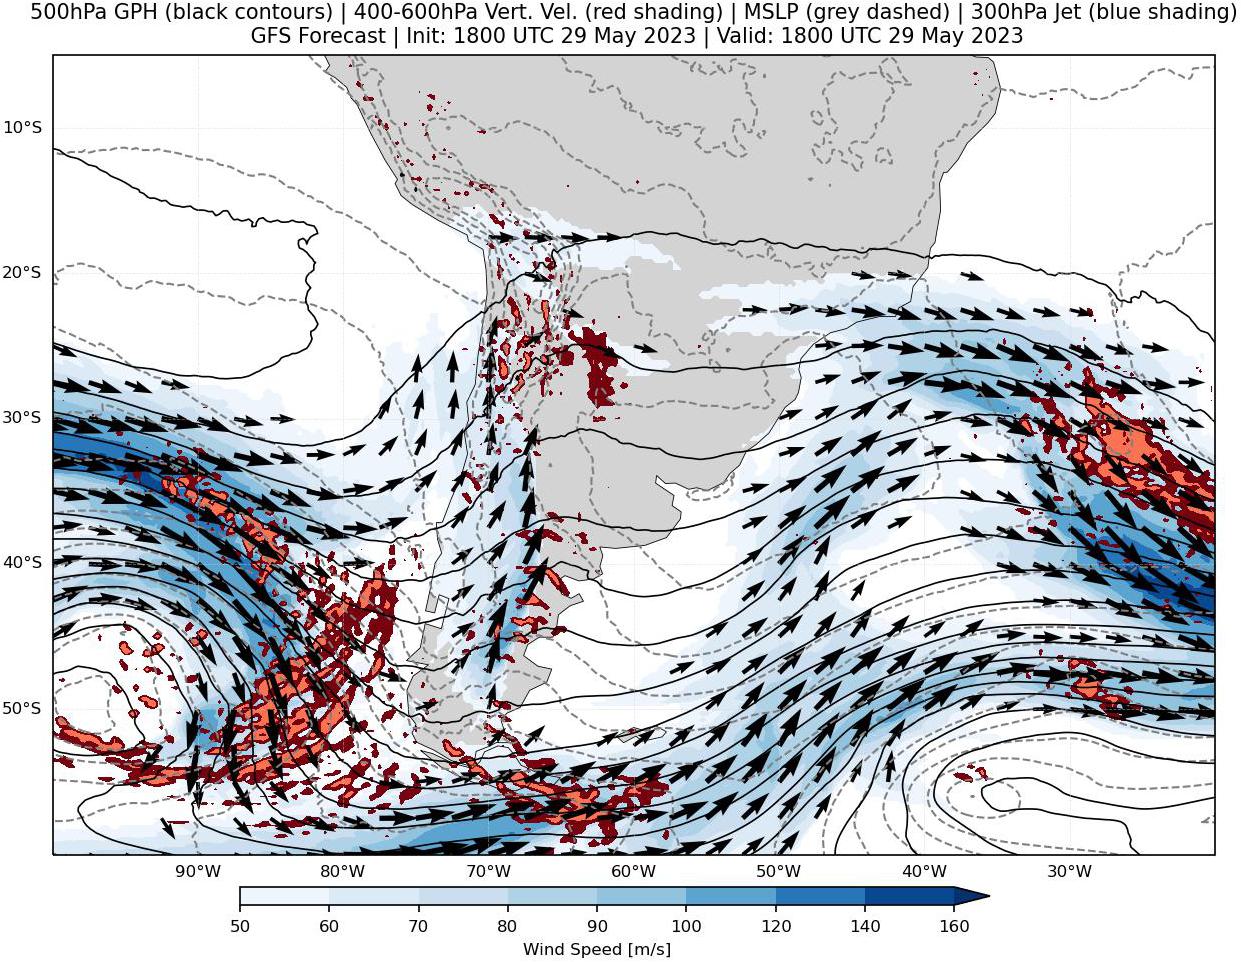 500hPa GPH (black contours) | 400-600hPa Vert. Vel. (red shading) | MSLP (grey dashed) | 300hPa Jet (blue shading)
GFS Forecast | Init: 1800 UTC 29 May 2023 | Valid: 1800 UTC 29 May 2023
10°S
20°S
30°S
40°S
50°S
90°W 80°W 70°W 60°W 50°W 40°W 30°W
50 60 70 80 90 100 120 140 160
Wind Speed [m/s]